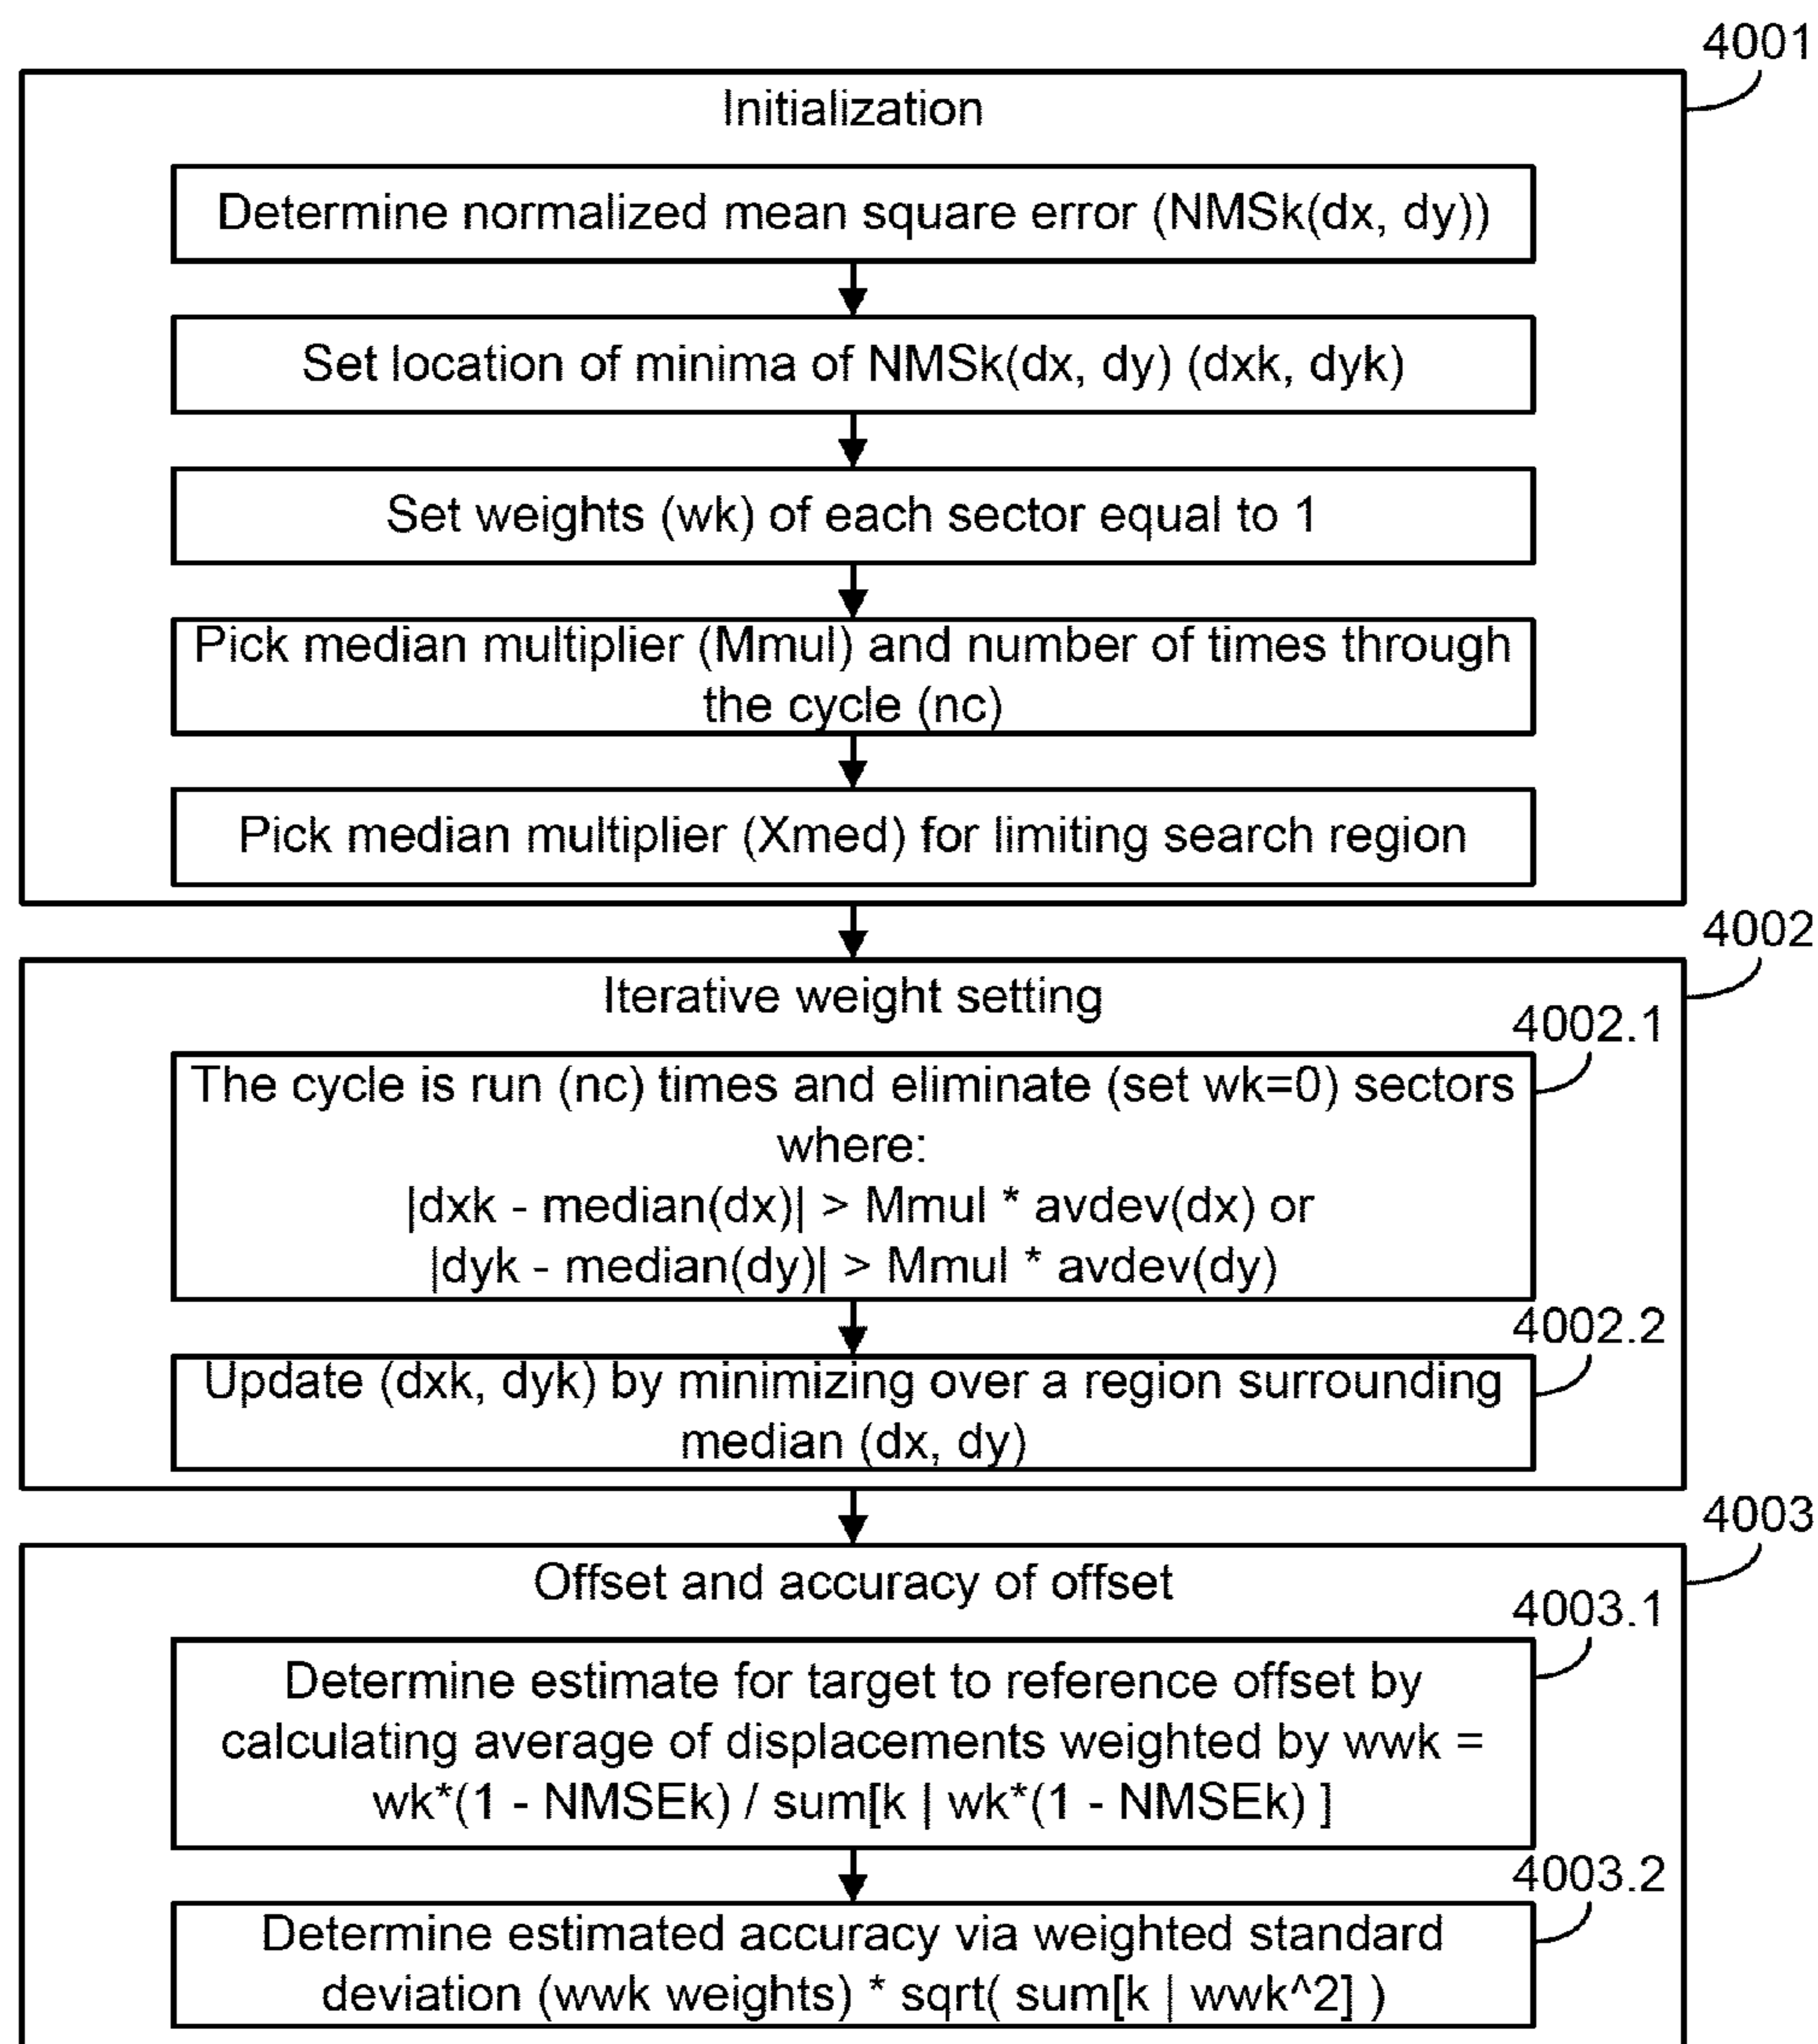 4001
Initialization
Determine normalized mean square error (NMSk(dx, dy))
Set location of minima of NMSk(dx, dy) (dxk, dyk)
Set weights (wk) of each sector equal to 1
Pick median multiplier (Mmul) and number of times through
the cycle (nc)
Pick median multiplier (Xmed) for limiting search region
4002
Iterative weight setting
4002.1
The cycle is run (nc) times and eliminate (set wk=0) sectors
where:
|dxk - median(dx)| > Mmul * avdev(dx) or
|dyk - median(dy)| > Mmul * avdev(dy)
4002.2
Update (dxk, dyk) by minimizing over a region surrounding
median (dx, dy)
4003
Offset and accuracy of offset
4003.1
Determine estimate for target to reference offset by
calculating average of displacements weighted by wwk =
wk*(1 - NMSEk) / sum[k | wk*(1 - NMSEk) ]
4003.2
Determine estimated accuracy via weighted standard
deviation (wwk weights) * sqrt( sum[k | wwk^2] )